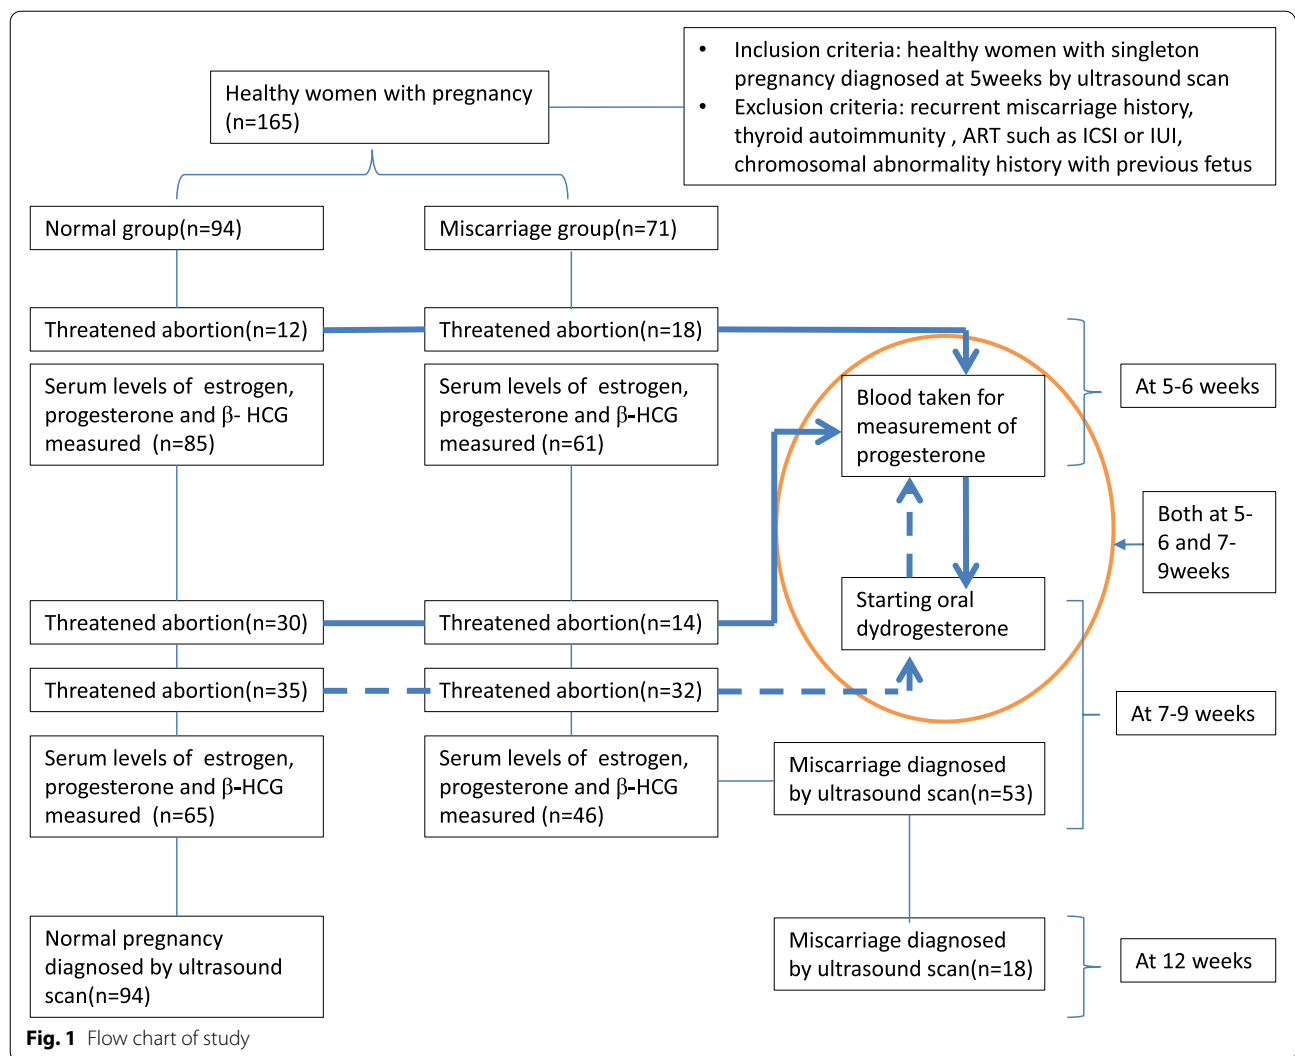 • Inclusion criteria: healthy women with singleton
pregnancy diagnosed at 5weeks by ultrasound scan
• Exclusion criteria: recurrent miscarriage history,
thyroid autoimmunity , ART such as ICSI or IUI,
chromosomal abnormality history with previous fetus
Healthy women with pregnancy
(n=165)
Normal group(n=94)
Miscarriage group(n=71)
Threatened abortion(n=12)
Threatened abortion(n=18)
Serum levels of estrogen,
progesterone and β- HCG
measured (n=85)
Serum levels of estrogen,
progesterone and β-HCG
measured (n=61)
Blood taken for
measurement of
progesterone
At 5-6 weeks
Both at 5-
6 and 7-
9weeks
Starting oral
dydrogesterone
Threatened abortion(n=30)
Threatened abortion(n=14)
Threatened abortion(n=35)
Threatened abortion(n=32)
At 7-9 weeks
Serum levels of estrogen,
progesterone and β-HCG
measured (n=65)
Serum levels of estrogen,
progesterone and β-HCG
measured (n=46)
Miscarriage diagnosed
by ultrasound scan(n=53)
Normal pregnancy
diagnosed by ultrasound
scan(n=94)
Miscarriage diagnosed
by ultrasound scan(n=18)
At 12 weeks
Fig. 1 Flow chart of study